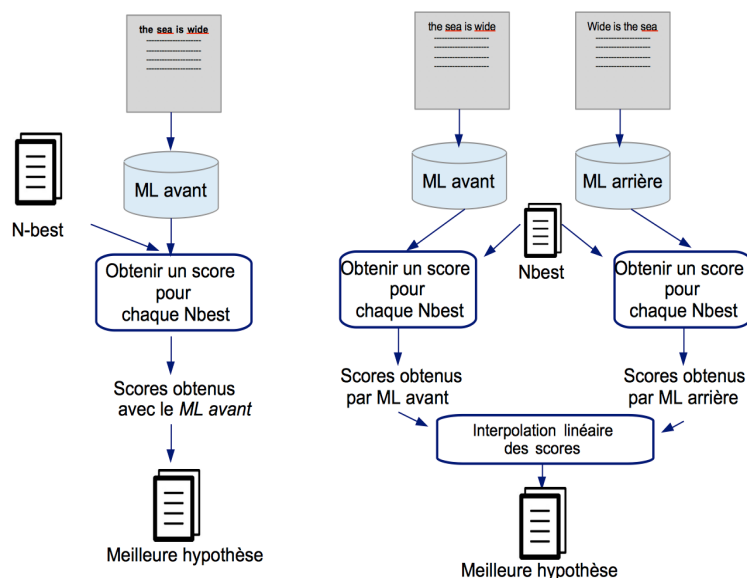 the sea is wide
ML avant
N-best
Obtenir un score
pour
chaque Nbest
Scores obtenus
avec le ML avant
Meilleure hypothèse
the sea is wide
Wide is the sea
ML avant
ML arrière
Nbest
Obtenir un score
pour
chaque Nbest
Obtenir un score
pour
chaque Nbest
Scores obtenus
par ML avant
Scores obtenus
par ML arrière
Interpolation linéaire
des scores
Meilleure hypothèse